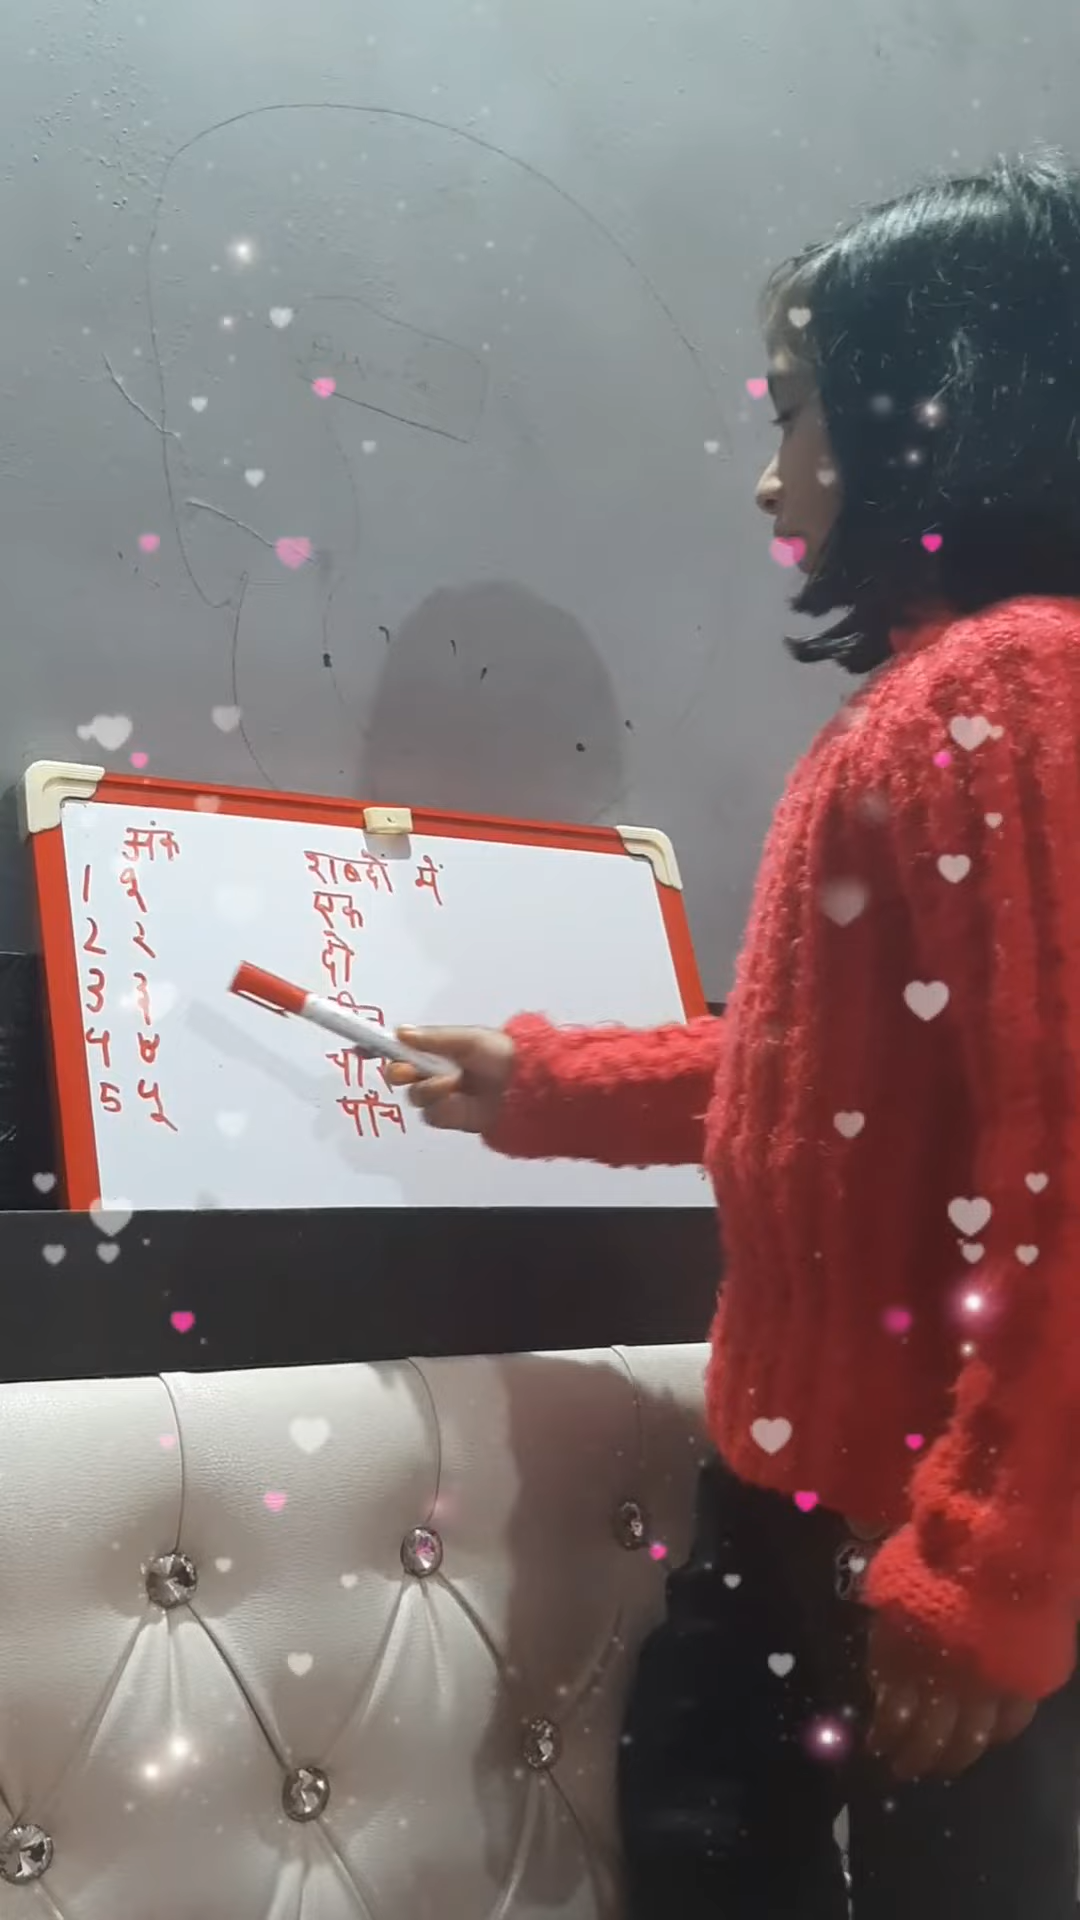 अंक शब्दों में
1 १ एक
2 २ दो
3 ३
4 ४ चार
5 ५ पाँच